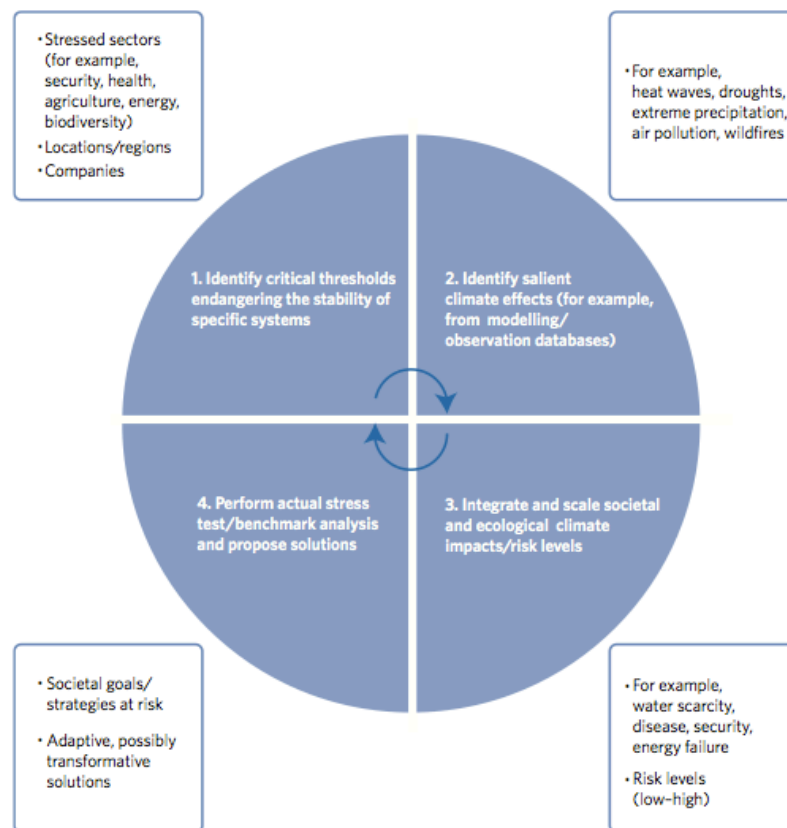 • Stressed sectors
(for example,
security, health,
agriculture, energy,
biodiversity)
• Locations/regions
• Companies
• For example,
heat waves, droughts,
extreme precipitation,
air pollution, wildfires
1. Identify critical thresholds
endangering the stability of
specific systems
2. Identify salient
climate effects (for example,
from modelling/
observation databases)
4. Perform actual stress
test/benchmark analysis
and propose solutions
3. Integrate and scale societal
and ecological climate
impacts/risk levels
• Societal goals/
strategies at risk
• Adaptive, possibly
transformative
solutions
• For example,
water scarcity,
disease, security,
energy failure
• Risk levels
(low–high)